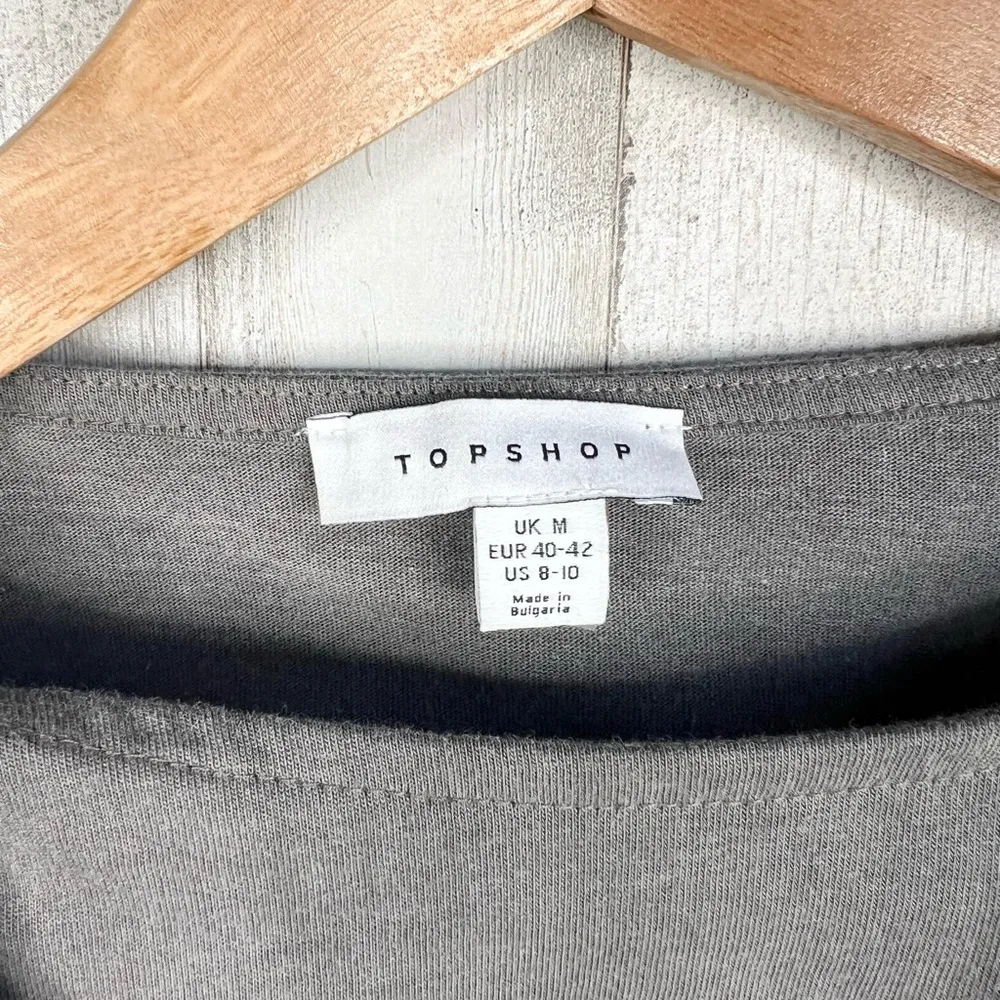 TOPSHOP
UK M
EUR 40-42
US 8-10
Made in
Bulgaria